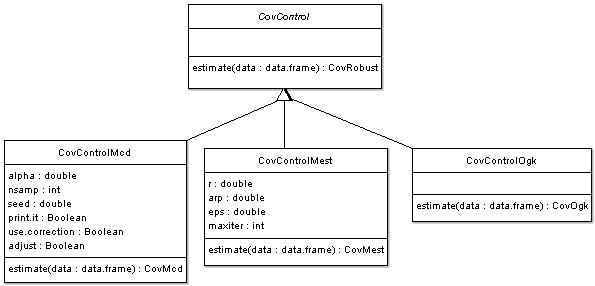 CovControl
estimate(data : data.frame) : CovRobust
CovControlMcd
alpha : double
nsamp : int
seed : double
print.it : Boolean
use.correction : Boolean
adjust : Boolean
estimate(data : data.frame) : CovMcd
CovControlMest
r : double
arp : double
eps : double
maxiter : int
estimate(data : data.frame) : CovMest
CovControlOgk
estimate(data : data.frame) : CovOgk